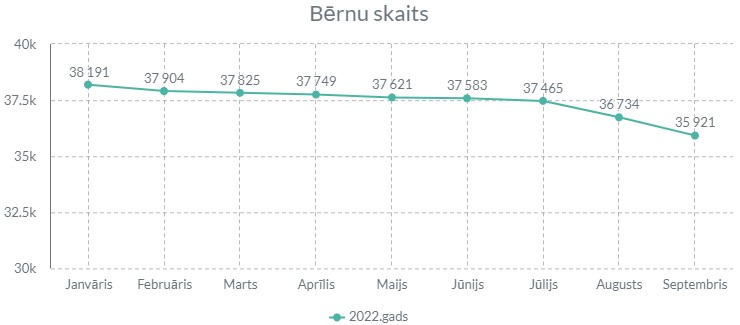 Bērnu skaits
40k
37.5k
35k
32.5k
30k
38 191
37 904
37 825
37 749
37 621
37 583
37 465
36 734
35 921
Janvāris Februāris Marts Aprīlis Maijs Jūnijs Jūlijs Augusts Septembris
2022.gads